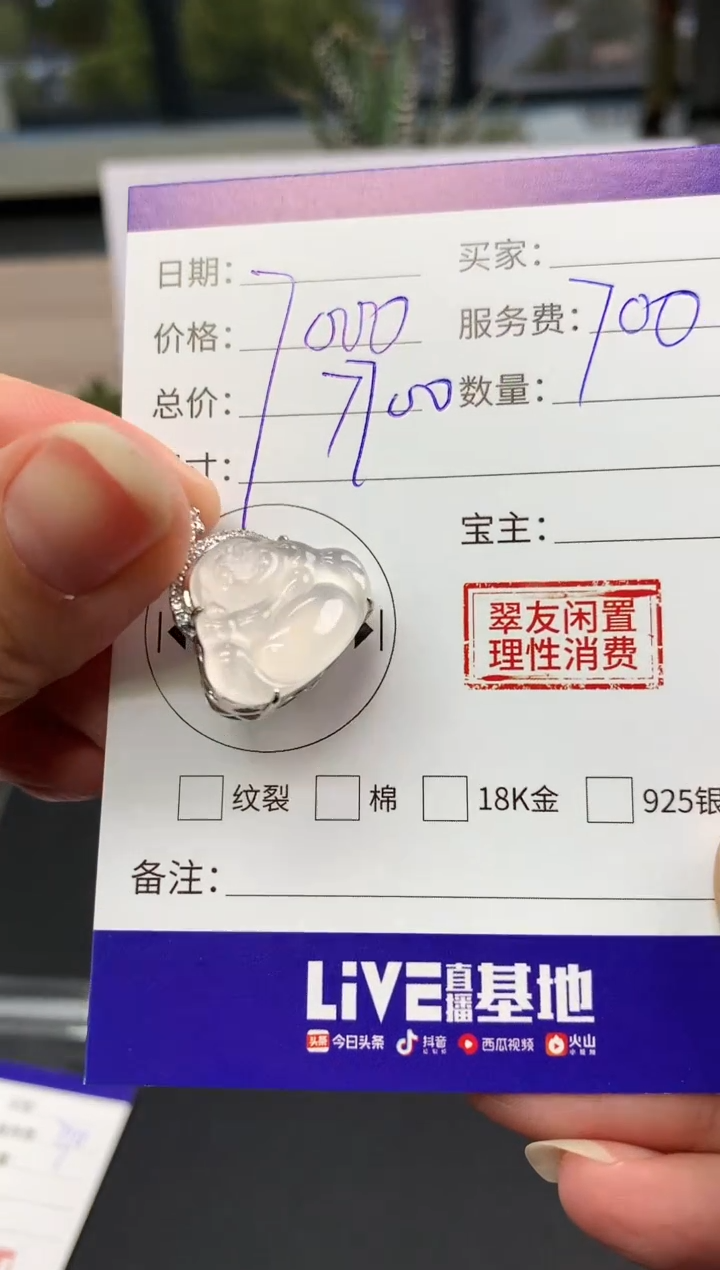 日期： 买家：
价格：7000 服务费：700
总价：7700 数量：
寸：
宝主：
翠友闲置
理性消费
纹裂 棉 18K金 925银
备注：
LiVE直播基地
头条 今日头条 抖音 西瓜视频 火山